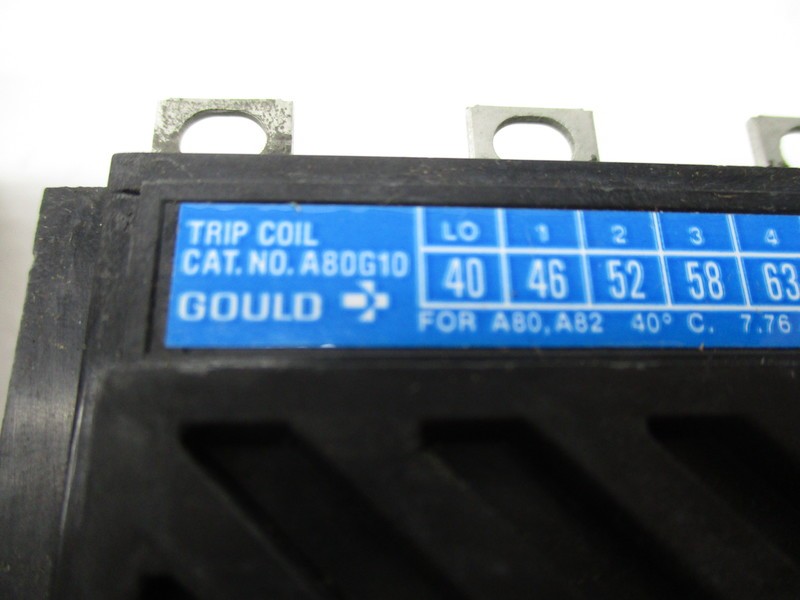 TRIP COIL
CAT. NO. A80G10
GOULD
LO 1 2 3 4
40 46 52 58 63
FOR A80, A82 40° C. 7.76